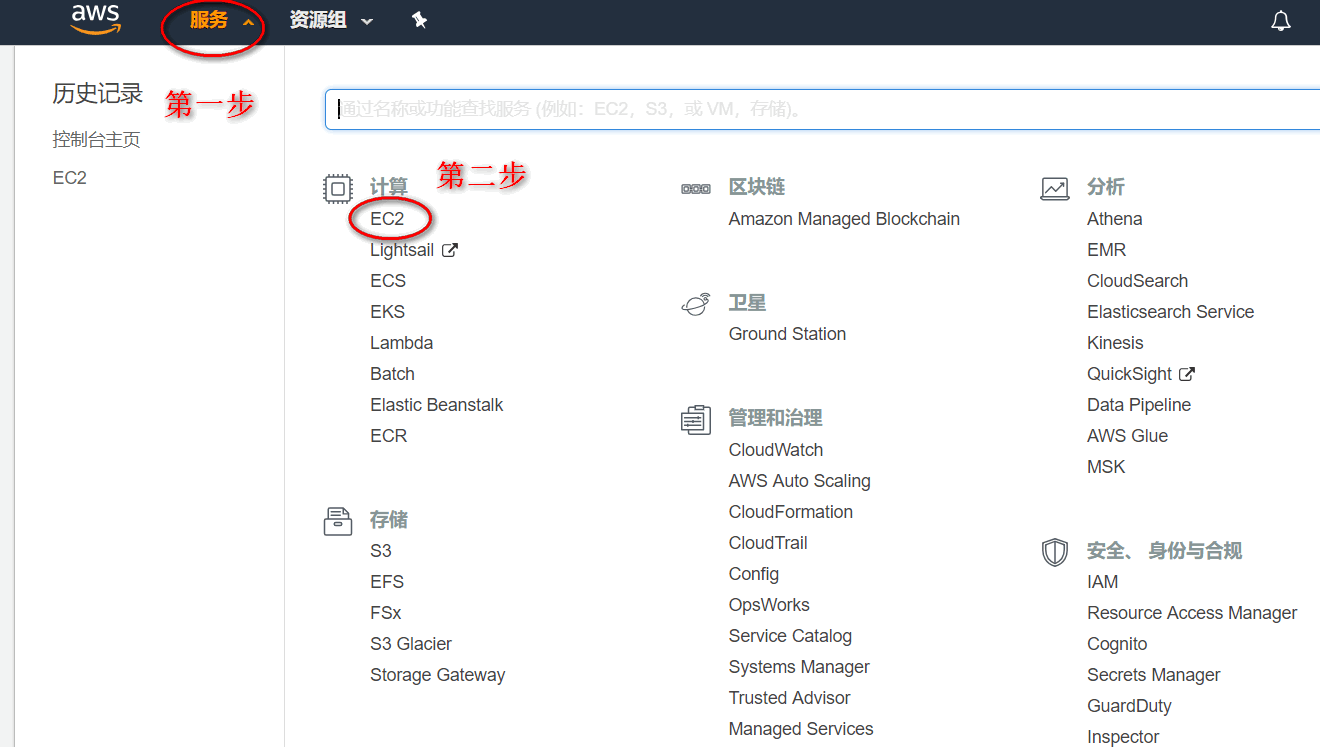 aws
服务
资源组
历史记录
第一步
控制台主页
EC2
通过名称或功能查找服务 (例如：EC2，S3，或 VM，存储)。
计算
第二步
EC2
Lightsail
ECS
EKS
Lambda
Batch
Elastic Beanstalk
ECR
存储
S3
EFS
FSx
S3 Glacier
Storage Gateway
区块链
Amazon Managed Blockchain
卫星
Ground Station
管理和治理
CloudWatch
AWS Auto Scaling
CloudFormation
CloudTrail
Config
OpsWorks
Service Catalog
Systems Manager
Trusted Advisor
Managed Services
分析
Athena
EMR
CloudSearch
Elasticsearch Service
Kinesis
QuickSight
Data Pipeline
AWS Glue
MSK
安全、 身份与合规
IAM
Resource Access Manager
Cognito
Secrets Manager
GuardDuty
Inspector